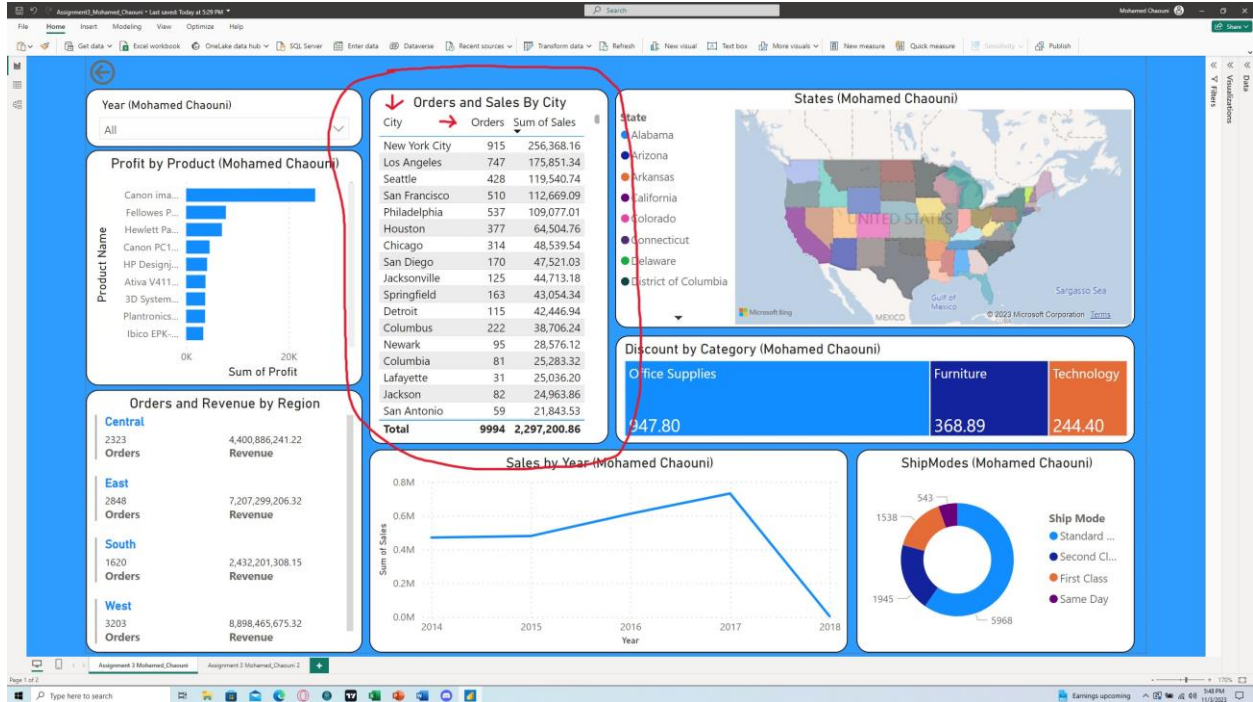 Assignment3_Mohamed_Chaouni • Last saved: Today at 5:29 PM
Search
Mohamed Chaouni
File Home Insert Modeling View Optimize Help
Share
Get data Excel workbook OneLake data hub SQL Server Enter data Dataverse Recent sources Transform data Refresh New visual Text box More visuals New measure Quick measure Sensitivity Publish
Filters
Visualizations
Data
Year (Mohamed Chaouni)
All
Profit by Product (Mohamed Chaouni)
Product Name
Canon ima...
Fellowes P...
Hewlett Pa...
Canon PC1...
HP Designj...
Ativa V411...
3D System...
Plantronics...
Ibico EPK-...
0K 20K
Sum of Profit
Orders and Revenue by Region
Central
2323 4,400,886,241.22
Orders Revenue
East
2848 7,207,299,206.32
Orders Revenue
South
1620 2,432,201,308.15
Orders Revenue
West
3203 8,898,465,675.32
Orders Revenue
Orders and Sales By City
City Orders Sum of Sales
New York City 915 256,368.16
Los Angeles 747 175,851.34
Seattle 428 119,540.74
San Francisco 510 112,669.09
Philadelphia 537 109,077.01
Houston 377 64,504.76
Chicago 314 48,539.54
San Diego 170 47,521.03
Jacksonville 125 44,713.18
Springfield 163 43,054.34
Detroit 115 42,446.94
Columbus 222 38,706.24
Newark 95 28,576.12
Columbia 81 25,283.32
Lafayette 31 25,036.20
Jackson 82 24,963.86
San Antonio 59 21,843.53
Total 9994 2,297,200.86
States (Mohamed Chaouni)
State
Alabama
Arizona
Arkansas
California
Colorado
Connecticut
Delaware
District of Columbia
UNITED STATES
Gulf of
Mexico
Sargasso Sea
MEXICO
Microsoft Bing
© 2023 Microsoft Corporation Terms
Discount by Category (Mohamed Chaouni)
Office Supplies Furniture Technology
947.80 368.89 244.40
Sales by Year (Mohamed Chaouni)
Sum of Sales
0.8M
0.6M
0.4M
0.2M
0.0M
2014 2015 2016 2017 2018
Year
ShipModes (Mohamed Chaouni)
543
1538
1945
5968
Ship Mode
Standard ...
Second Cl...
First Class
Same Day
Assignment 3 Mohamed_Chaouni Assignment 3 Mohamed_Chaouni 2
Page 1 of 2
170%
Type here to search
Earnings upcoming
5:48 PM
11/3/2023